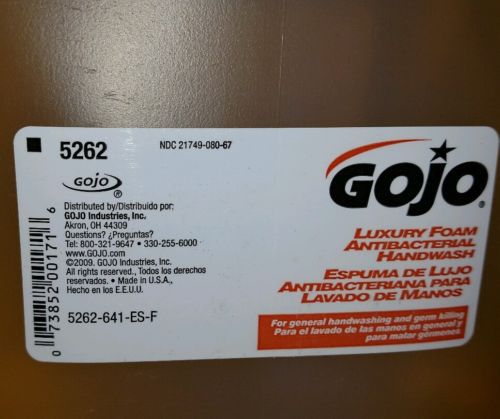 5262
NDC 21749-080-67
GOJO
®
Distributed by/Distribuido por:
GOJO Industries, Inc.
Akron, OH 44309
Questions? ¿Preguntas?
Tel: 800-321-9647 • 330-255-6000
www.GOJO.com
©2009. GOJO Industries, Inc.
All rights reserved., Todos los derechos
reservados. • Made in U.S.A.,
Hecho en los E.E.U.U.
5262-641-ES-F
0 73852 00171 6
GOJO®
LUXURY FOAM
ANTIBACTERIAL
HANDWASH
ESPUMA DE LUJO
ANTIBACTERIANA PARA
LAVADO DE MANOS
For general handwashing and germ killing
Para el lavado de las manos en general y
para matar gérmenes